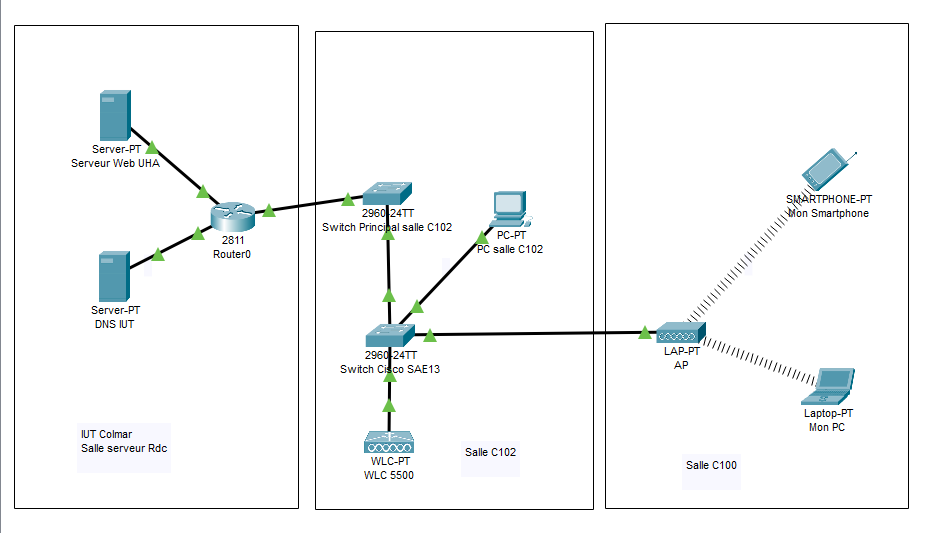 Server-PT
Serveur Web UHA
2811
Router0
Server-PT
DNS IUT
IUT Colmar
Salle serveur Rdc
2960-24TT
Switch Principal salle C102
PC-PT
PC salle C102
2960-24TT
Switch Cisco SAE13
WLC-PT
WLC 5500
Salle C102
SMARTPHONE-PT
Mon Smartphone
LAP-PT
AP
Laptop-PT
Mon PC
Salle C100